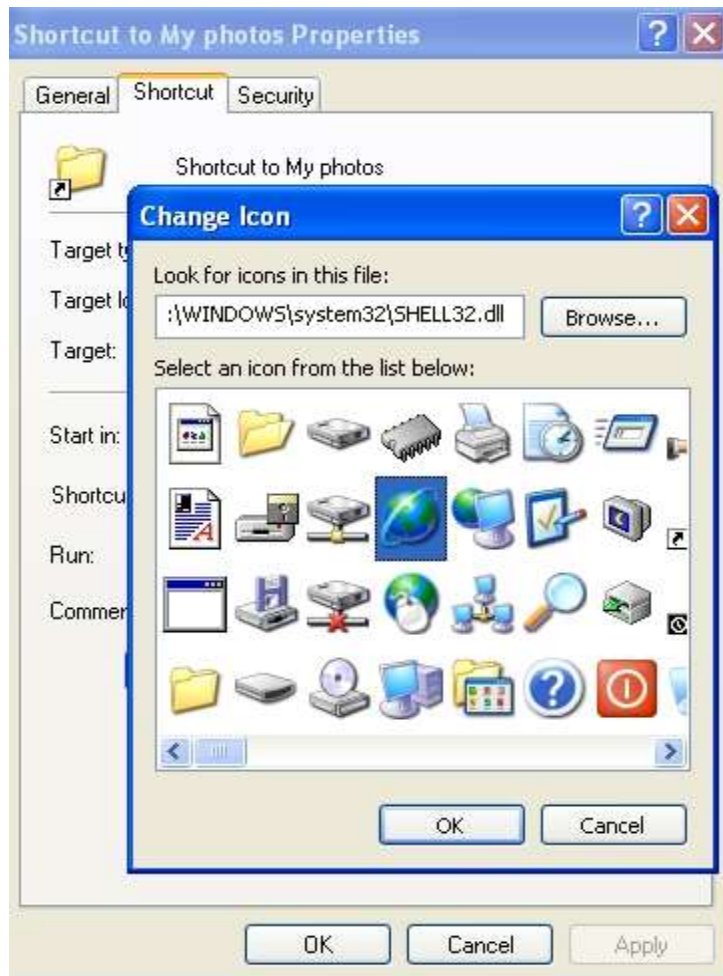 Shortcut to My photos Properties
General Shortcut Security
Shortcut to My photos
Change Icon
Target
Look for icons in this file:
Target
:\WINDOWS\system32\SHELL32.dll Browse...
Target:
Select an icon from the list below:
Start in:
Shortcu
Run:
Commer
OK Cancel
OK Cancel Apply